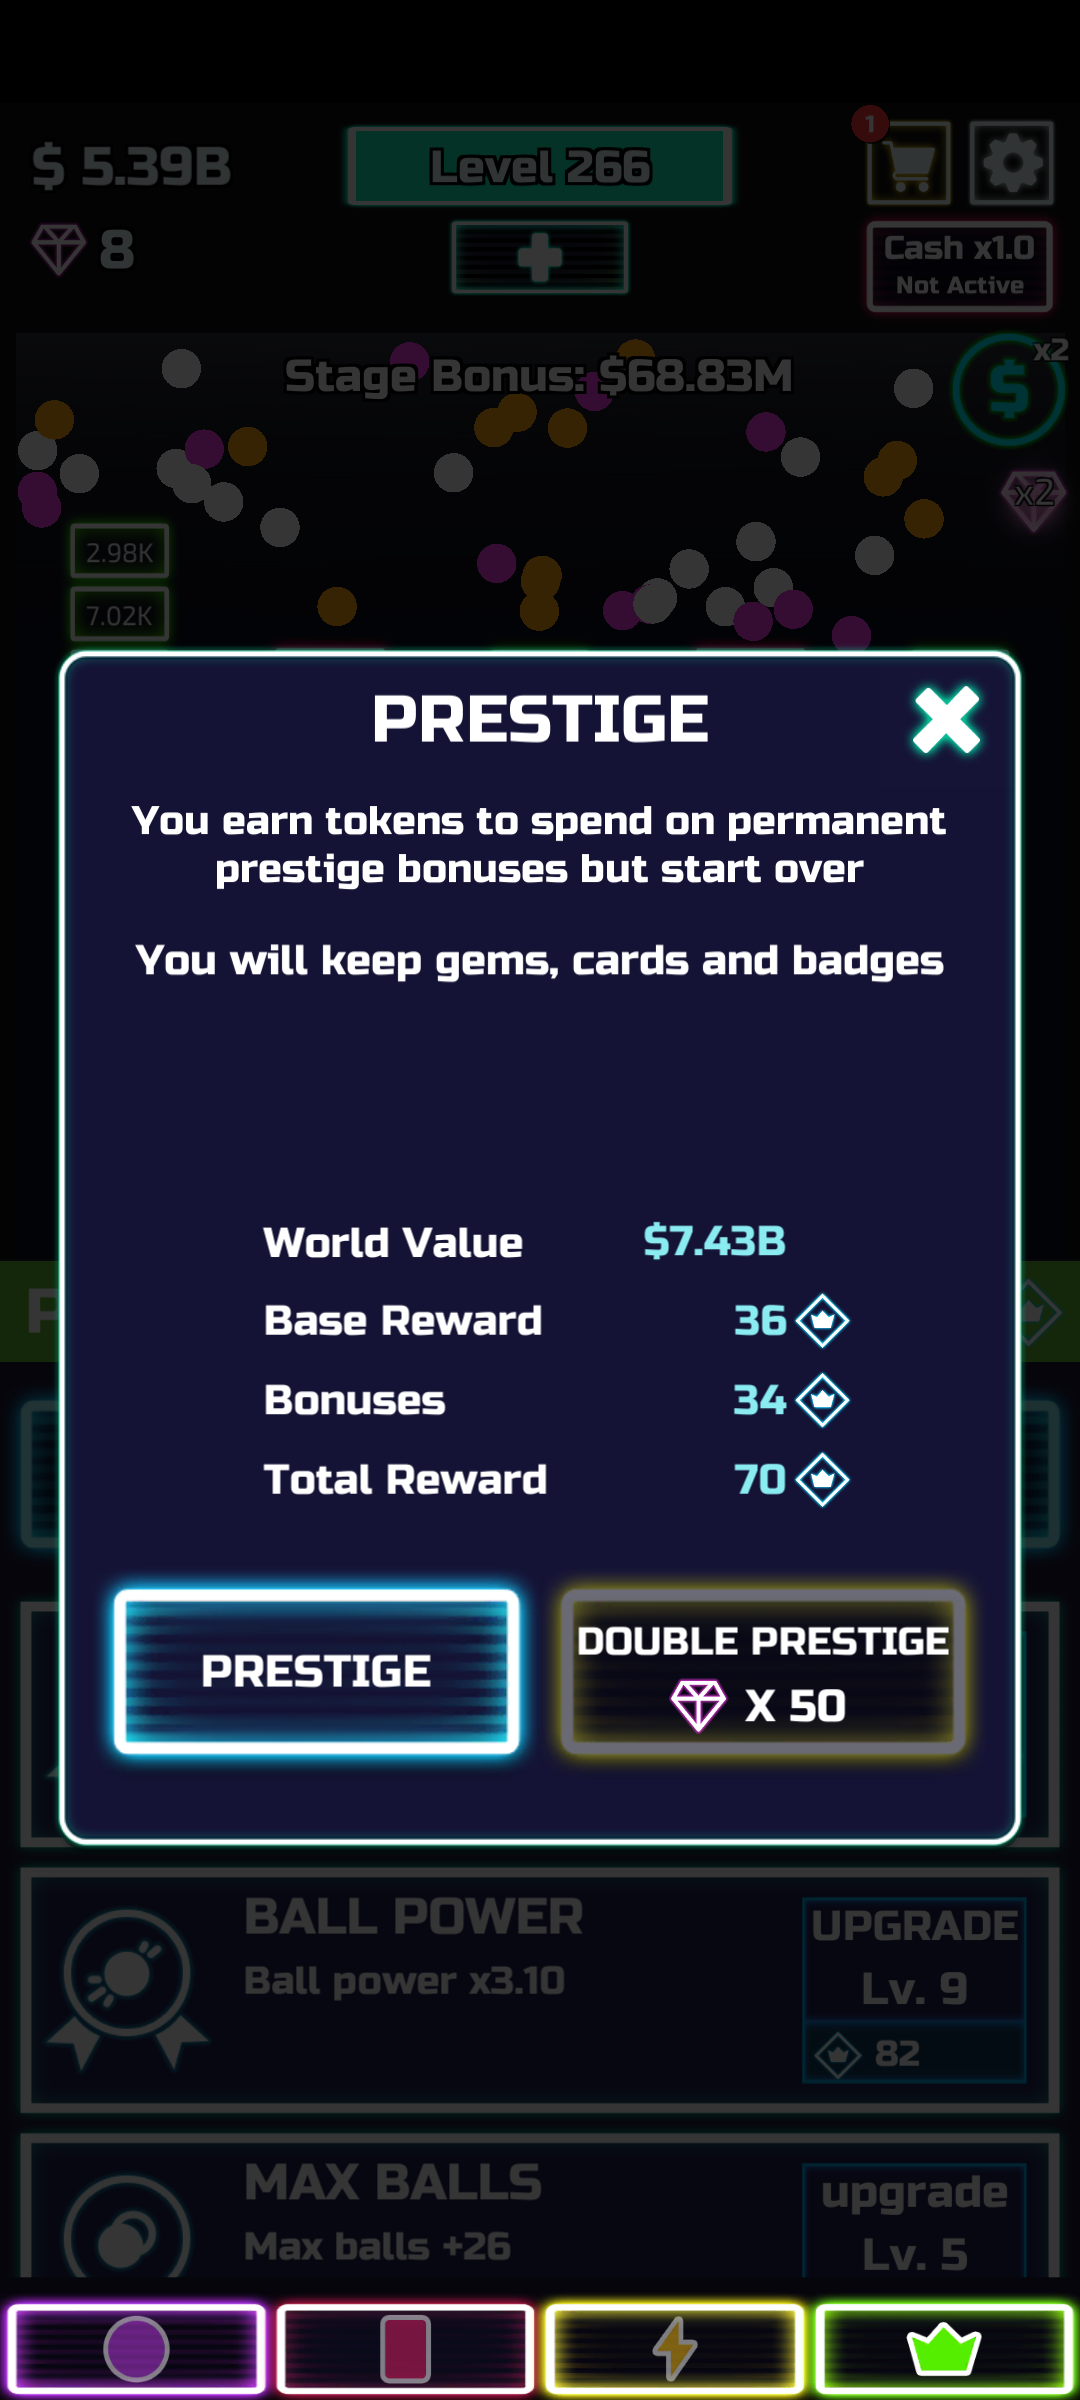 $ 5.39B
Level 266
1
8
Cash x1.0
Not Active
Stage Bonus: $68.83M
x2
x2
2.98K
7.02K
PRESTIGE
You earn tokens to spend on permanent
prestige bonuses but start over
You will keep gems, cards and badges
World Value $7.43B
Base Reward 36
Bonuses 34
Total Reward 70
PRESTIGE
DOUBLE PRESTIGE
X 50
BALL POWER
Ball power x3.10
UPGRADE
Lv. 9
82
MAX BALLS
Max balls +26
upgrade
Lv. 5